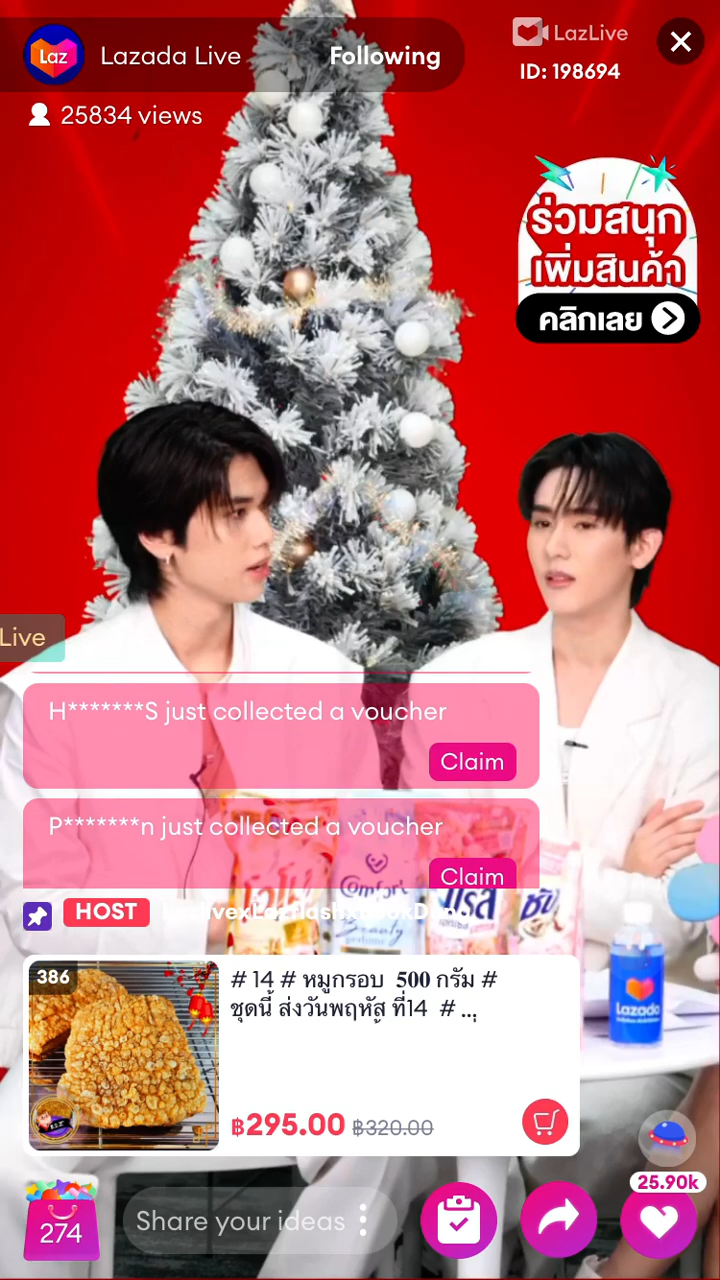 Laz
Lazada Live
Following
LazLive
ID: 198694
25834 views
ร่วมสนุก
เพิ่มสินค้า
คลิกเลย
Live
H*******S just collected a voucher
Claim
P*******n just collected a voucher
Claim
HOST
Comfort
Beauty
perfume
Lazada
386
# 14 # หมูกรอบ 500 กรัม #
ชุดนี้ ส่งวันพฤหัส ที่14 # ...
฿295.00 ฿320.00
25.90k
274
Share your ideas